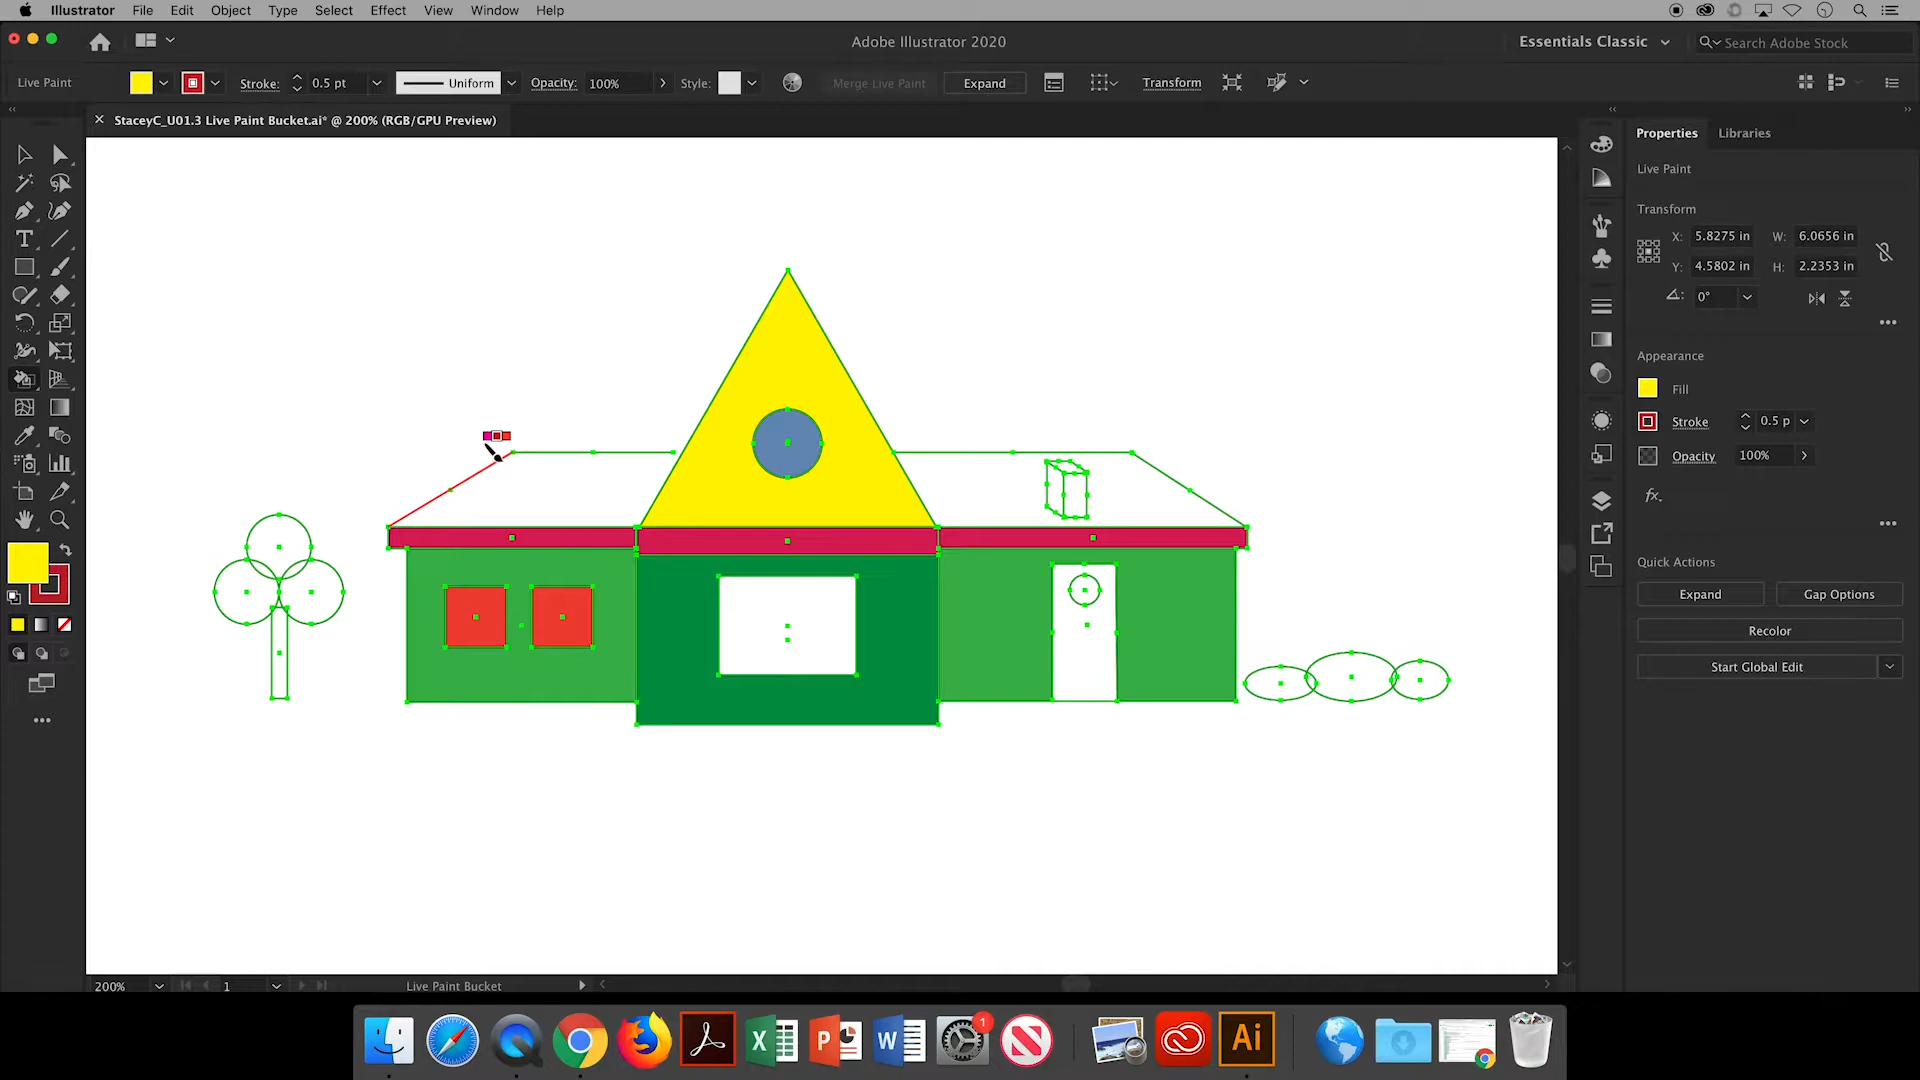 Illustrator File Edit Object Type Select Effect View Window Help
Adobe Illustrator 2020
Essentials Classic
Search Adobe Stock
Live Paint
Stroke: 0.5 pt
Uniform
Opacity: 100%
Style:
Merge Live Paint
Expand
Transform
StaceyC_U01.3 Live Paint Bucket.ai* @ 200% (RGB/GPU Preview)
Properties Libraries
Live Paint
Transform
X: 5.8275 in W: 6.0656 in
Y: 4.5802 in H: 2.2353 in
0°
Appearance
Fill
Stroke 0.5 p
Opacity 100%
fx.
Quick Actions
Expand Gap Options
Recolor
Start Global Edit
T
200% 1 Live Paint Bucket
X P W 1 Ai